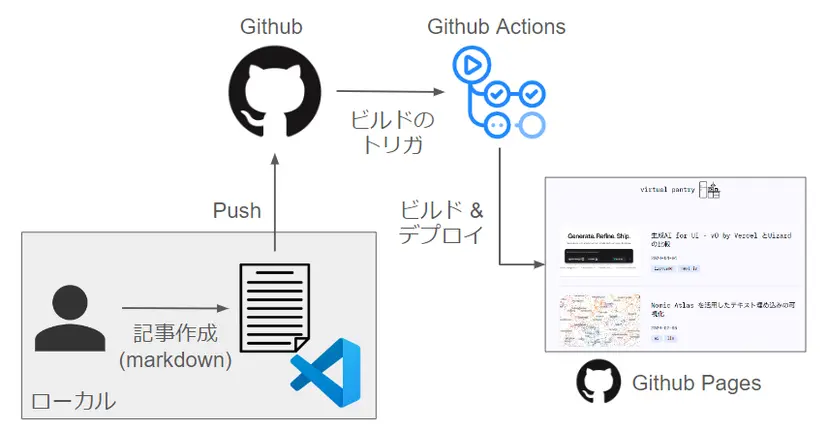 Github
Github Actions
ビルドの
トリガ
Push
ビルド &
デプロイ
記事作成
(markdown)
ローカル
virtual pantry
Generate. Refine. Ship.
生成AI for UI - v0 by Vercel とUizard
の比較
Nomic Atlas を活用したテキスト埋め込みの可
視化
Github Pages